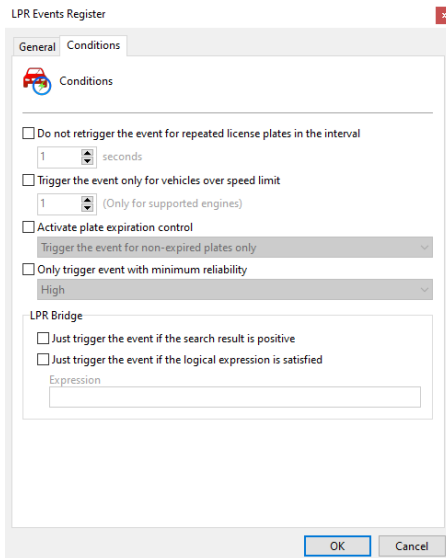 LPR Events Register
General Conditions
Conditions
Do not retrigger the event for repeated license plates in the interval
1 seconds
Trigger the event only for vehicles over speed limit
1 (Only for supported engines)
Activate plate expiration control
Trigger the event for non-expired plates only
Only trigger event with minimum reliability
High
LPR Bridge
Just trigger the event if the search result is positive
Just trigger the event if the logical expression is satisfied
Expression
OK Cancel